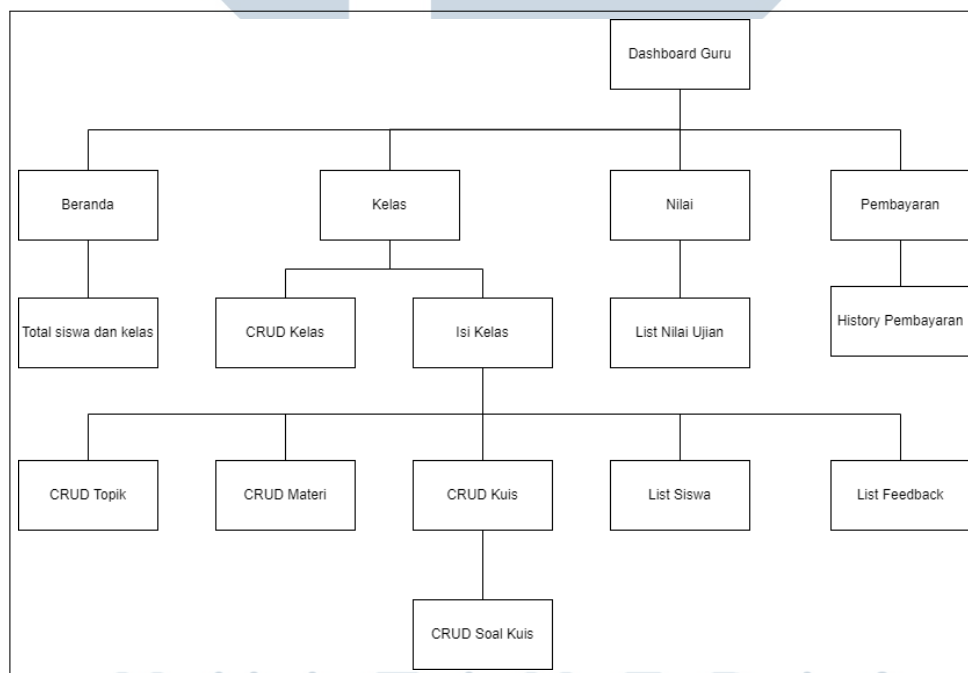 Dashboard Guru
Beranda
Kelas
Nilai
Pembayaran
Total siswa dan kelas
CRUD Kelas
Isi Kelas
List Nilai Ujian
History Pembayaran
CRUD Topik
CRUD Materi
CRUD Kuis
List Siswa
List Feedback
CRUD Soal Kuis